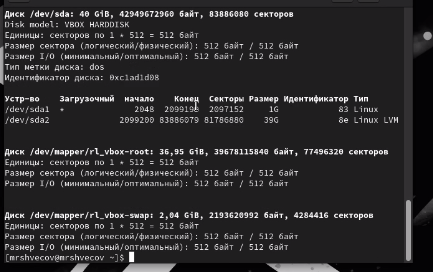 Диск /dev/sda: 40 GiB, 42949672960 байт, 83886080 секторов
Disk model: VBOX HARDDISK
Единицы: секторов по 1 * 512 = 512 байт
Размер сектора (логический/физический): 512 байт / 512 байт
Размер I/O (минимальный/оптимальный): 512 байт / 512 байт
Тип метки диска: dos
Идентификатор диска: 0xc1ad1d08
Устр-во Загрузочный начало Конец Секторы Размер Идентификатор Тип
/dev/sda1 * 2048 2099199 2097152 1G 83 Linux
/dev/sda2 2099200 83886079 81786880 39G 8e Linux LVM
Диск /dev/mapper/rl_vbox-root: 36,95 GiB, 39678115840 байт, 77496320 секторов
Единицы: секторов по 1 * 512 = 512 байт
Размер сектора (логический/физический): 512 байт / 512 байт
Размер I/O (минимальный/оптимальный): 512 байт / 512 байт
Диск /dev/mapper/rl_vbox-swap: 2,04 GiB, 2193620992 байт, 4284416 секторов
Единицы: секторов по 1 * 512 = 512 байт
Размер сектора (логический/физический): 512 байт / 512 байт
Размер I/O (минимальный/оптимальный): 512 байт / 512 байт
[mrshvecov@mrshvecov ~]$